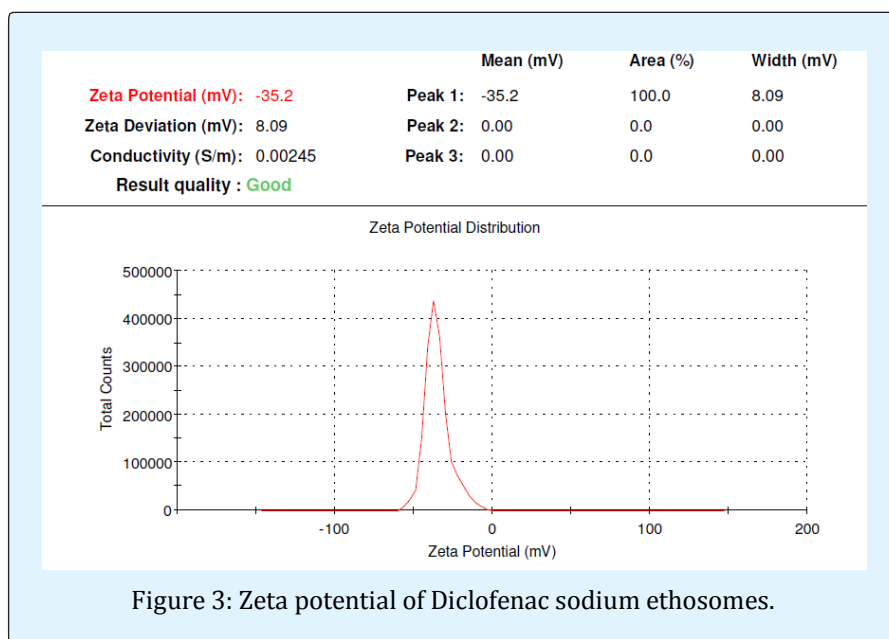 Mean (mV) Area (%) Width (mV)
Zeta Potential (mV): -35.2 Peak 1: -35.2 100.0 8.09
Zeta Deviation (mV): 8.09 Peak 2: 0.00 0.0 0.00
Conductivity (S/m): 0.00245 Peak 3: 0.00 0.0 0.00
Result quality : Good
Zeta Potential Distribution
500000
400000
300000
200000
100000
0
Total Counts
-100 0 100 200
Zeta Potential (mV)
Figure 3: Zeta potential of Diclofenac sodium ethosomes.